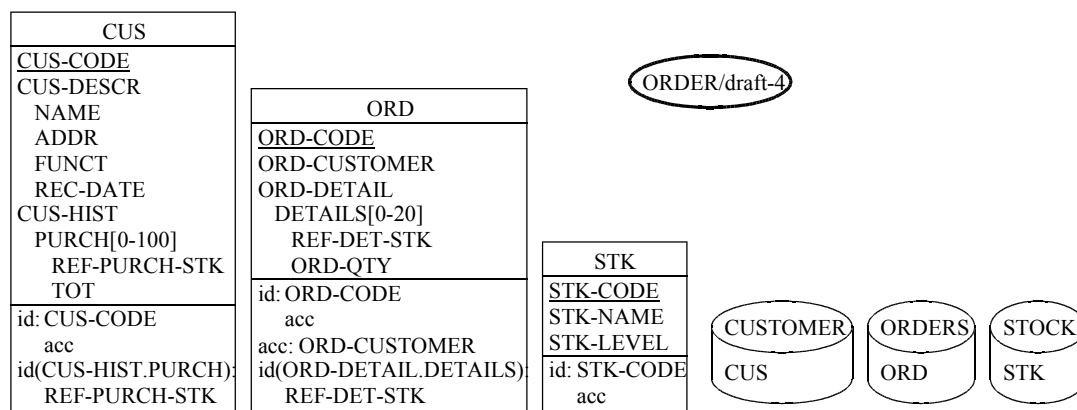 CUS
CUS-CODE
CUS-DESCR
NAME
ADDR
FUNCT
REC-DATE
CUS-HIST
PURCH[0-100]
REF-PURCH-STK
TOT
id: CUS-CODE
acc
id(CUS-HIST.PURCH):
REF-PURCH-STK
ORD
ORD-CODE
ORD-CUSTOMER
ORD-DETAIL
DETAILS[0-20]
REF-DET-STK
ORD-QTY
id: ORD-CODE
acc
acc: ORD-CUSTOMER
id(ORD-DETAIL.DETAILS):
REF-DET-STK
STK
STK-CODE
STK-NAME
STK-LEVEL
id: STK-CODE
acc
ORDER/draft-4
CUSTOMER
CUS
ORDERS
ORD
STOCK
STK